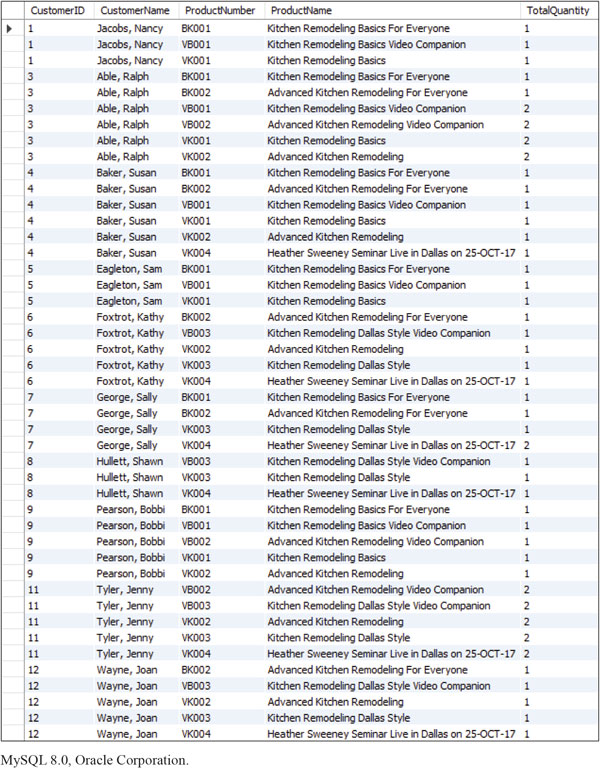 CustomerID CustomerName ProductNumber ProductName TotalQuantity
1 Jacobs, Nancy BK001 Kitchen Remodeling Basics For Everyone 1
1 Jacobs, Nancy VB001 Kitchen Remodeling Basics Video Companion 1
1 Jacobs, Nancy VK001 Kitchen Remodeling Basics 1
3 Able, Ralph BK001 Kitchen Remodeling Basics For Everyone 1
3 Able, Ralph BK002 Advanced Kitchen Remodeling For Everyone 1
3 Able, Ralph VB001 Kitchen Remodeling Basics Video Companion 2
3 Able, Ralph VB002 Advanced Kitchen Remodeling Video Companion 2
3 Able, Ralph VK001 Kitchen Remodeling Basics 2
3 Able, Ralph VK002 Advanced Kitchen Remodeling 2
4 Baker, Susan BK001 Kitchen Remodeling Basics For Everyone 1
4 Baker, Susan BK002 Advanced Kitchen Remodeling For Everyone 1
4 Baker, Susan VB001 Kitchen Remodeling Basics Video Companion 1
4 Baker, Susan VK001 Kitchen Remodeling Basics 1
4 Baker, Susan VK002 Advanced Kitchen Remodeling 1
4 Baker, Susan VK004 Heather Sweeney Seminar Live in Dallas on 25-OCT-17 1
5 Eagleton, Sam BK001 Kitchen Remodeling Basics For Everyone 1
5 Eagleton, Sam VB001 Kitchen Remodeling Basics Video Companion 1
5 Eagleton, Sam VK001 Kitchen Remodeling Basics 1
6 Foxtrot, Kathy BK002 Advanced Kitchen Remodeling For Everyone 1
6 Foxtrot, Kathy VB003 Kitchen Remodeling Dallas Style Video Companion 1
6 Foxtrot, Kathy VK002 Advanced Kitchen Remodeling 1
6 Foxtrot, Kathy VK003 Kitchen Remodeling Dallas Style 1
6 Foxtrot, Kathy VK004 Heather Sweeney Seminar Live in Dallas on 25-OCT-17 1
7 George, Sally BK001 Kitchen Remodeling Basics For Everyone 1
7 George, Sally BK002 Advanced Kitchen Remodeling For Everyone 1
7 George, Sally VK003 Kitchen Remodeling Dallas Style 1
7 George, Sally VK004 Heather Sweeney Seminar Live in Dallas on 25-OCT-17 2
8 Hullett, Shawn VB003 Kitchen Remodeling Dallas Style Video Companion 1
8 Hullett, Shawn VK003 Kitchen Remodeling Dallas Style 1
8 Hullett, Shawn VK004 Heather Sweeney Seminar Live in Dallas on 25-OCT-17 1
9 Pearson, Bobbi BK001 Kitchen Remodeling Basics For Everyone 1
9 Pearson, Bobbi VB001 Kitchen Remodeling Basics Video Companion 1
9 Pearson, Bobbi VB002 Advanced Kitchen Remodeling Video Companion 1
9 Pearson, Bobbi VK001 Kitchen Remodeling Basics 1
9 Pearson, Bobbi VK002 Advanced Kitchen Remodeling 1
11 Tyler, Jenny VB002 Advanced Kitchen Remodeling Video Companion 2
11 Tyler, Jenny VB003 Kitchen Remodeling Dallas Style Video Companion 2
11 Tyler, Jenny VK002 Advanced Kitchen Remodeling 2
11 Tyler, Jenny VK003 Kitchen Remodeling Dallas Style 2
11 Tyler, Jenny VK004 Heather Sweeney Seminar Live in Dallas on 25-OCT-17 2
12 Wayne, Joan BK002 Advanced Kitchen Remodeling For Everyone 1
12 Wayne, Joan VB003 Kitchen Remodeling Dallas Style Video Companion 1
12 Wayne, Joan VK002 Advanced Kitchen Remodeling 1
12 Wayne, Joan VK003 Kitchen Remodeling Dallas Style 1
12 Wayne, Joan VK004 Heather Sweeney Seminar Live in Dallas on 25-OCT-17 1
MySQL 8.0, Oracle Corporation.